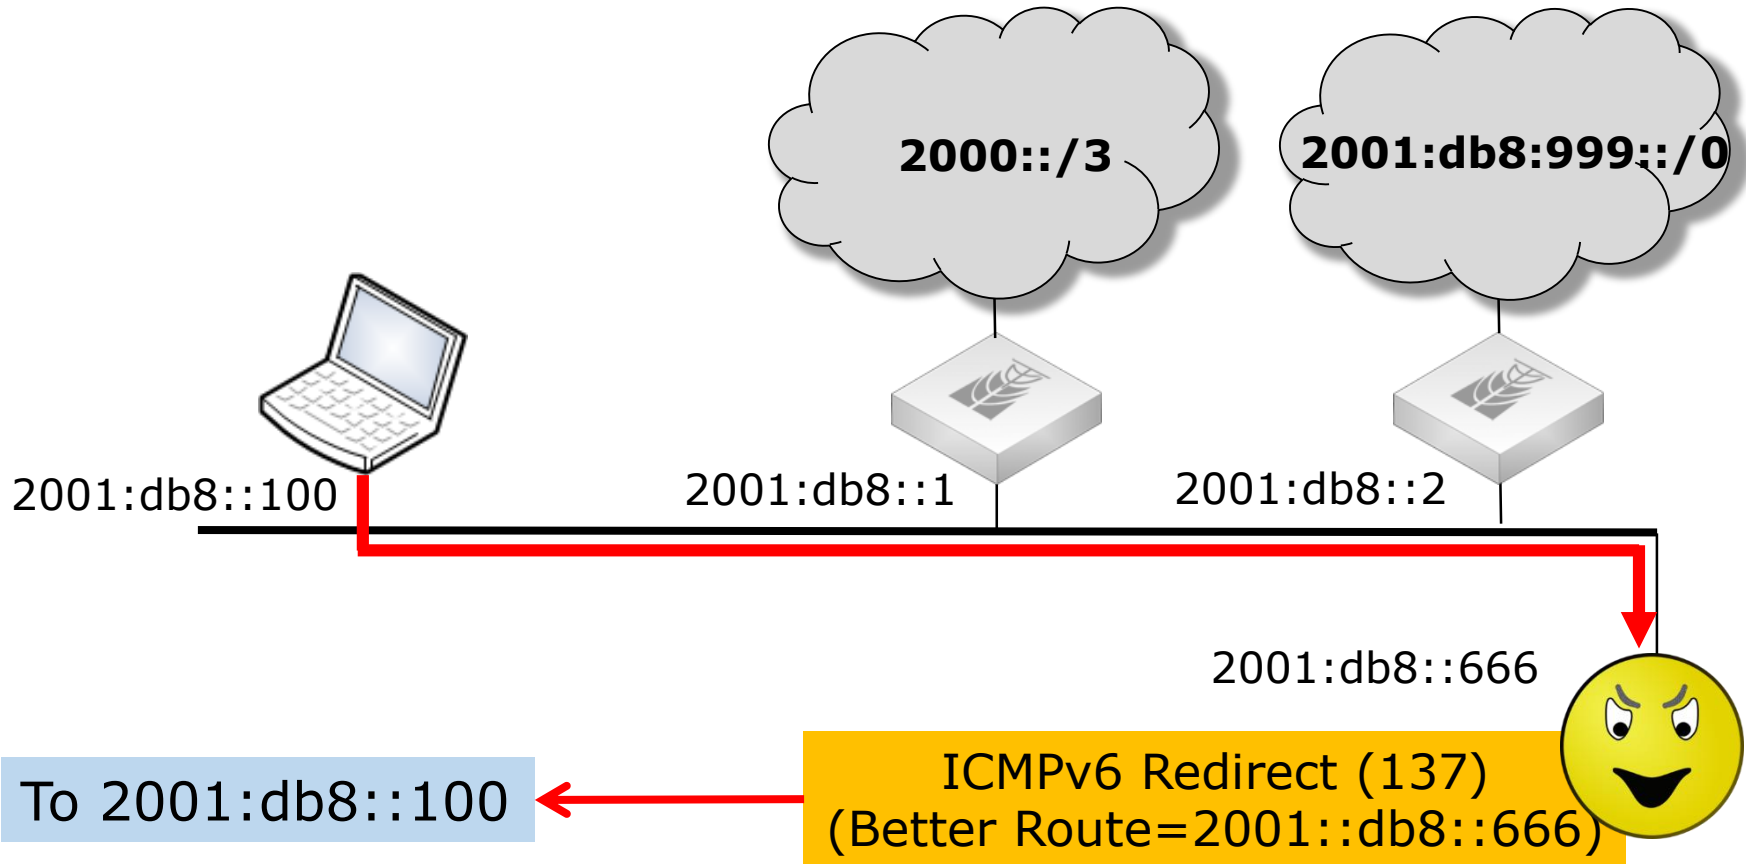 2000::/3
2001:db8:999::/0
2001:db8::100
2001:db8::1
2001:db8::2
2001:db8::666
To 2001:db8::100
ICMPv6 Redirect (137)
(Better Route=2001::db8::666)